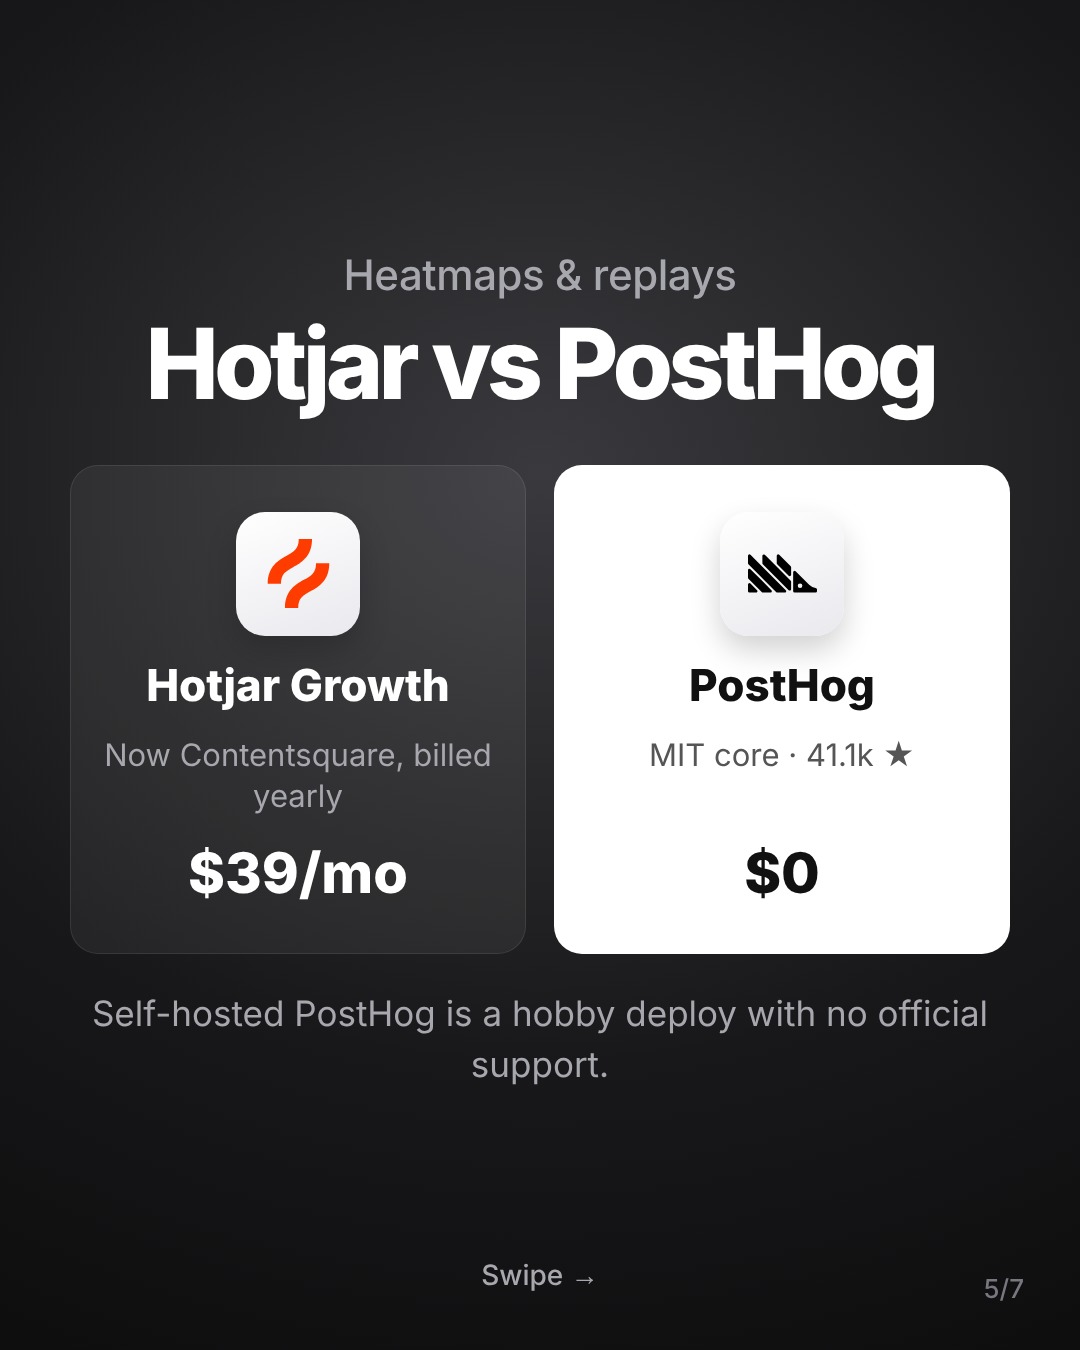 Heatmaps & replays
Hotjar vs PostHog
Hotjar Growth
Now Contentsquare, billed
yearly
$39/mo
PostHog
MIT core · 41.1k ★
$0
Self-hosted PostHog is a hobby deploy with no official
support.
Swipe →
5/7